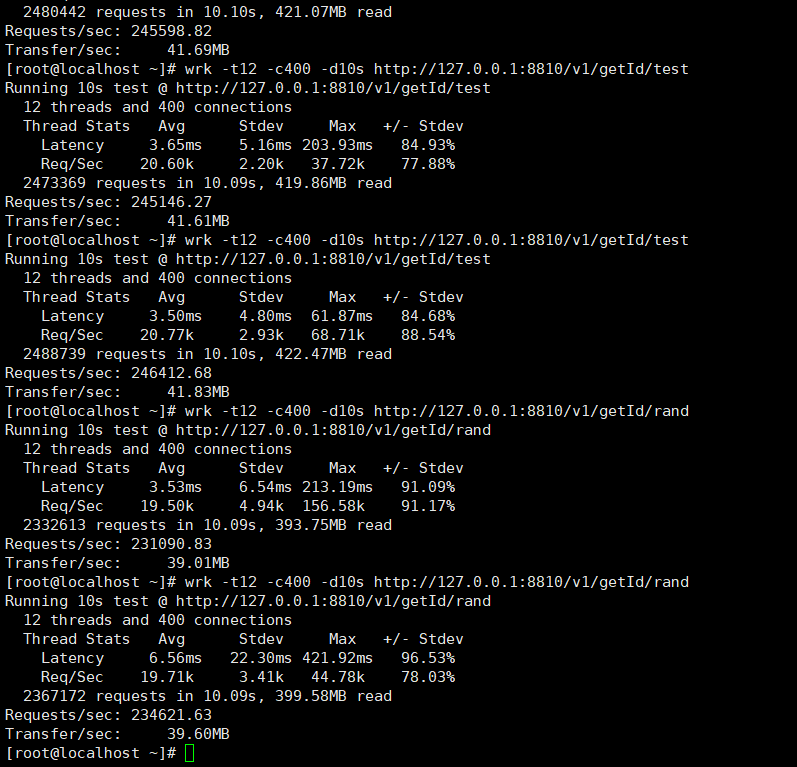 2480442 requests in 10.10s, 421.07MB read
Requests/sec: 245598.82
Transfer/sec:     41.69MB
[root@localhost ~]# wrk -t12 -c400 -d10s http://127.0.0.1:8810/v1/getId/test
Running 10s test @ http://127.0.0.1:8810/v1/getId/test
  12 threads and 400 connections
  Thread Stats   Avg      Stdev     Max   +/- Stdev
    Latency     3.65ms    5.16ms 203.93ms   84.93%
    Req/Sec    20.60k     2.20k   37.72k    77.88%
  2473369 requests in 10.09s, 419.86MB read
Requests/sec: 245146.27
Transfer/sec:     41.61MB
[root@localhost ~]# wrk -t12 -c400 -d10s http://127.0.0.1:8810/v1/getId/test
Running 10s test @ http://127.0.0.1:8810/v1/getId/test
  12 threads and 400 connections
  Thread Stats   Avg      Stdev     Max   +/- Stdev
    Latency     3.50ms    4.80ms  61.87ms   84.68%
    Req/Sec    20.77k     2.93k   68.71k    88.54%
  2488739 requests in 10.10s, 422.47MB read
Requests/sec: 246412.68
Transfer/sec:     41.83MB
[root@localhost ~]# wrk -t12 -c400 -d10s http://127.0.0.1:8810/v1/getId/rand
Running 10s test @ http://127.0.0.1:8810/v1/getId/rand
  12 threads and 400 connections
  Thread Stats   Avg      Stdev     Max   +/- Stdev
    Latency     3.53ms    6.54ms 213.19ms   91.09%
    Req/Sec    19.50k     4.94k  156.58k    91.17%
  2332613 requests in 10.09s, 393.75MB read
Requests/sec: 231090.83
Transfer/sec:     39.01MB
[root@localhost ~]# wrk -t12 -c400 -d10s http://127.0.0.1:8810/v1/getId/rand
Running 10s test @ http://127.0.0.1:8810/v1/getId/rand
  12 threads and 400 connections
  Thread Stats   Avg      Stdev     Max   +/- Stdev
    Latency     6.56ms   22.30ms 421.92ms   96.53%
    Req/Sec    19.71k     3.41k   44.78k    78.03%
  2367172 requests in 10.09s, 399.58MB read
Requests/sec: 234621.63
Transfer/sec:     39.60MB
[root@localhost ~]#